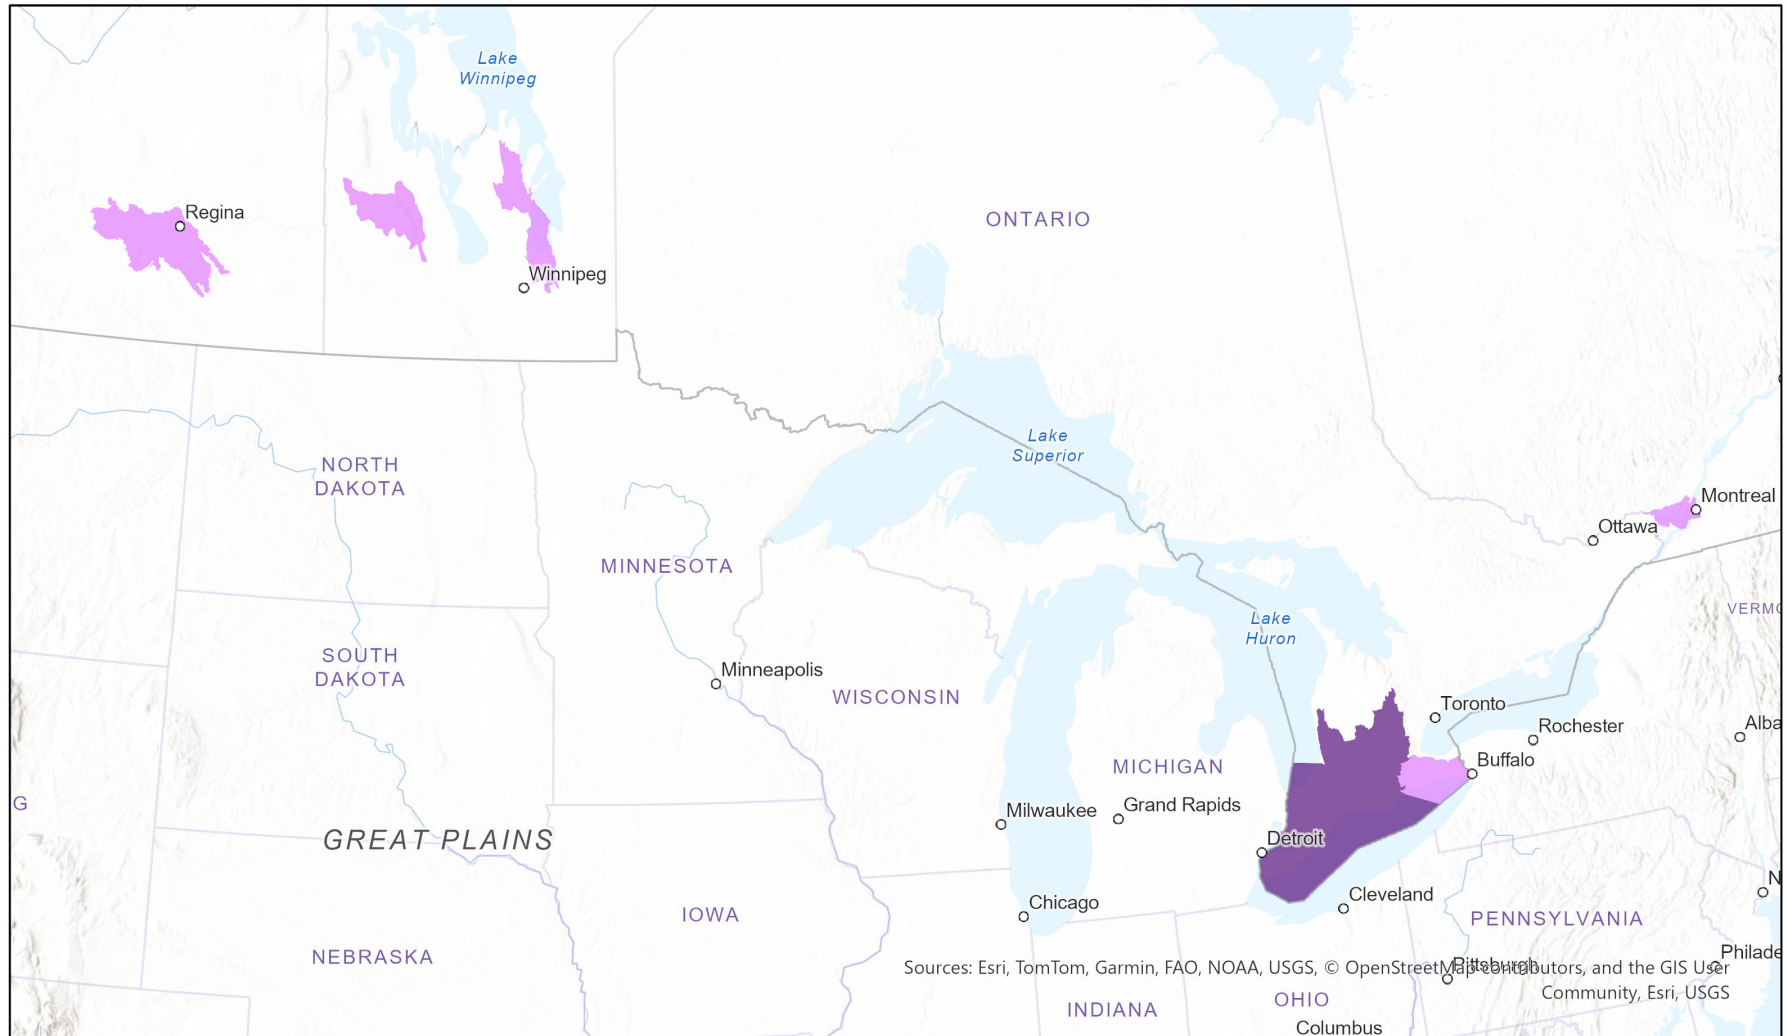 Lake
Winnipeg
Regina
ONTARIO
Winnipeg
Lake
Superior
NORTH
DAKOTA
Montreal
Ottawa
MINNESOTA
VERMO
Lake
Huron
SOUTH
DAKOTA
Minneapolis
WISCONSIN
Toronto
Rochester
Alba
Buffalo
MICHIGAN
G
Grand Rapids
Milwaukee
GREAT PLAINS
Detroit
N
Cleveland
Chicago
IOWA
PENNSYLVANIA
NEBRASKA
Philade
Pittsburgh
Sources: Esri, TomTom, Garmin, FAO, NOAA, USGS, © OpenStreetMap contributors, and the GIS User
Community, Esri, USGS
INDIANA
OHIO
Columbus